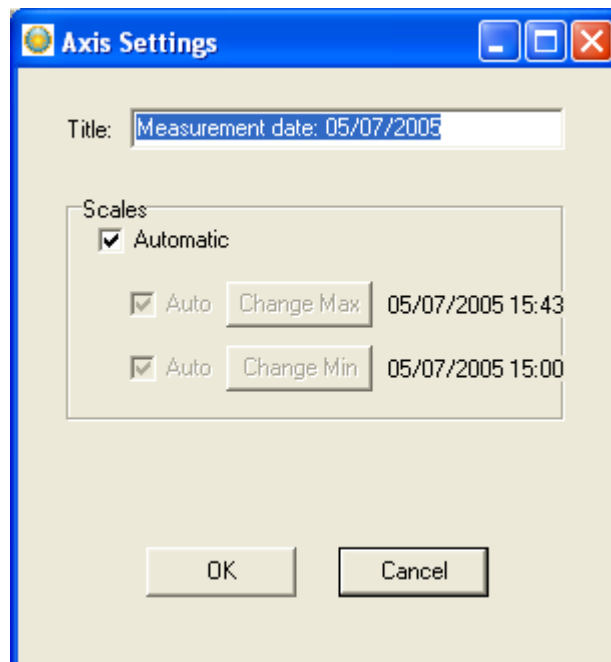 Axis Settings
Title: Measurement date: 05/07/2005
Scales
Automatic
Auto Change Max 05/07/2005 15:43
Auto Change Min 05/07/2005 15:00
OK Cancel